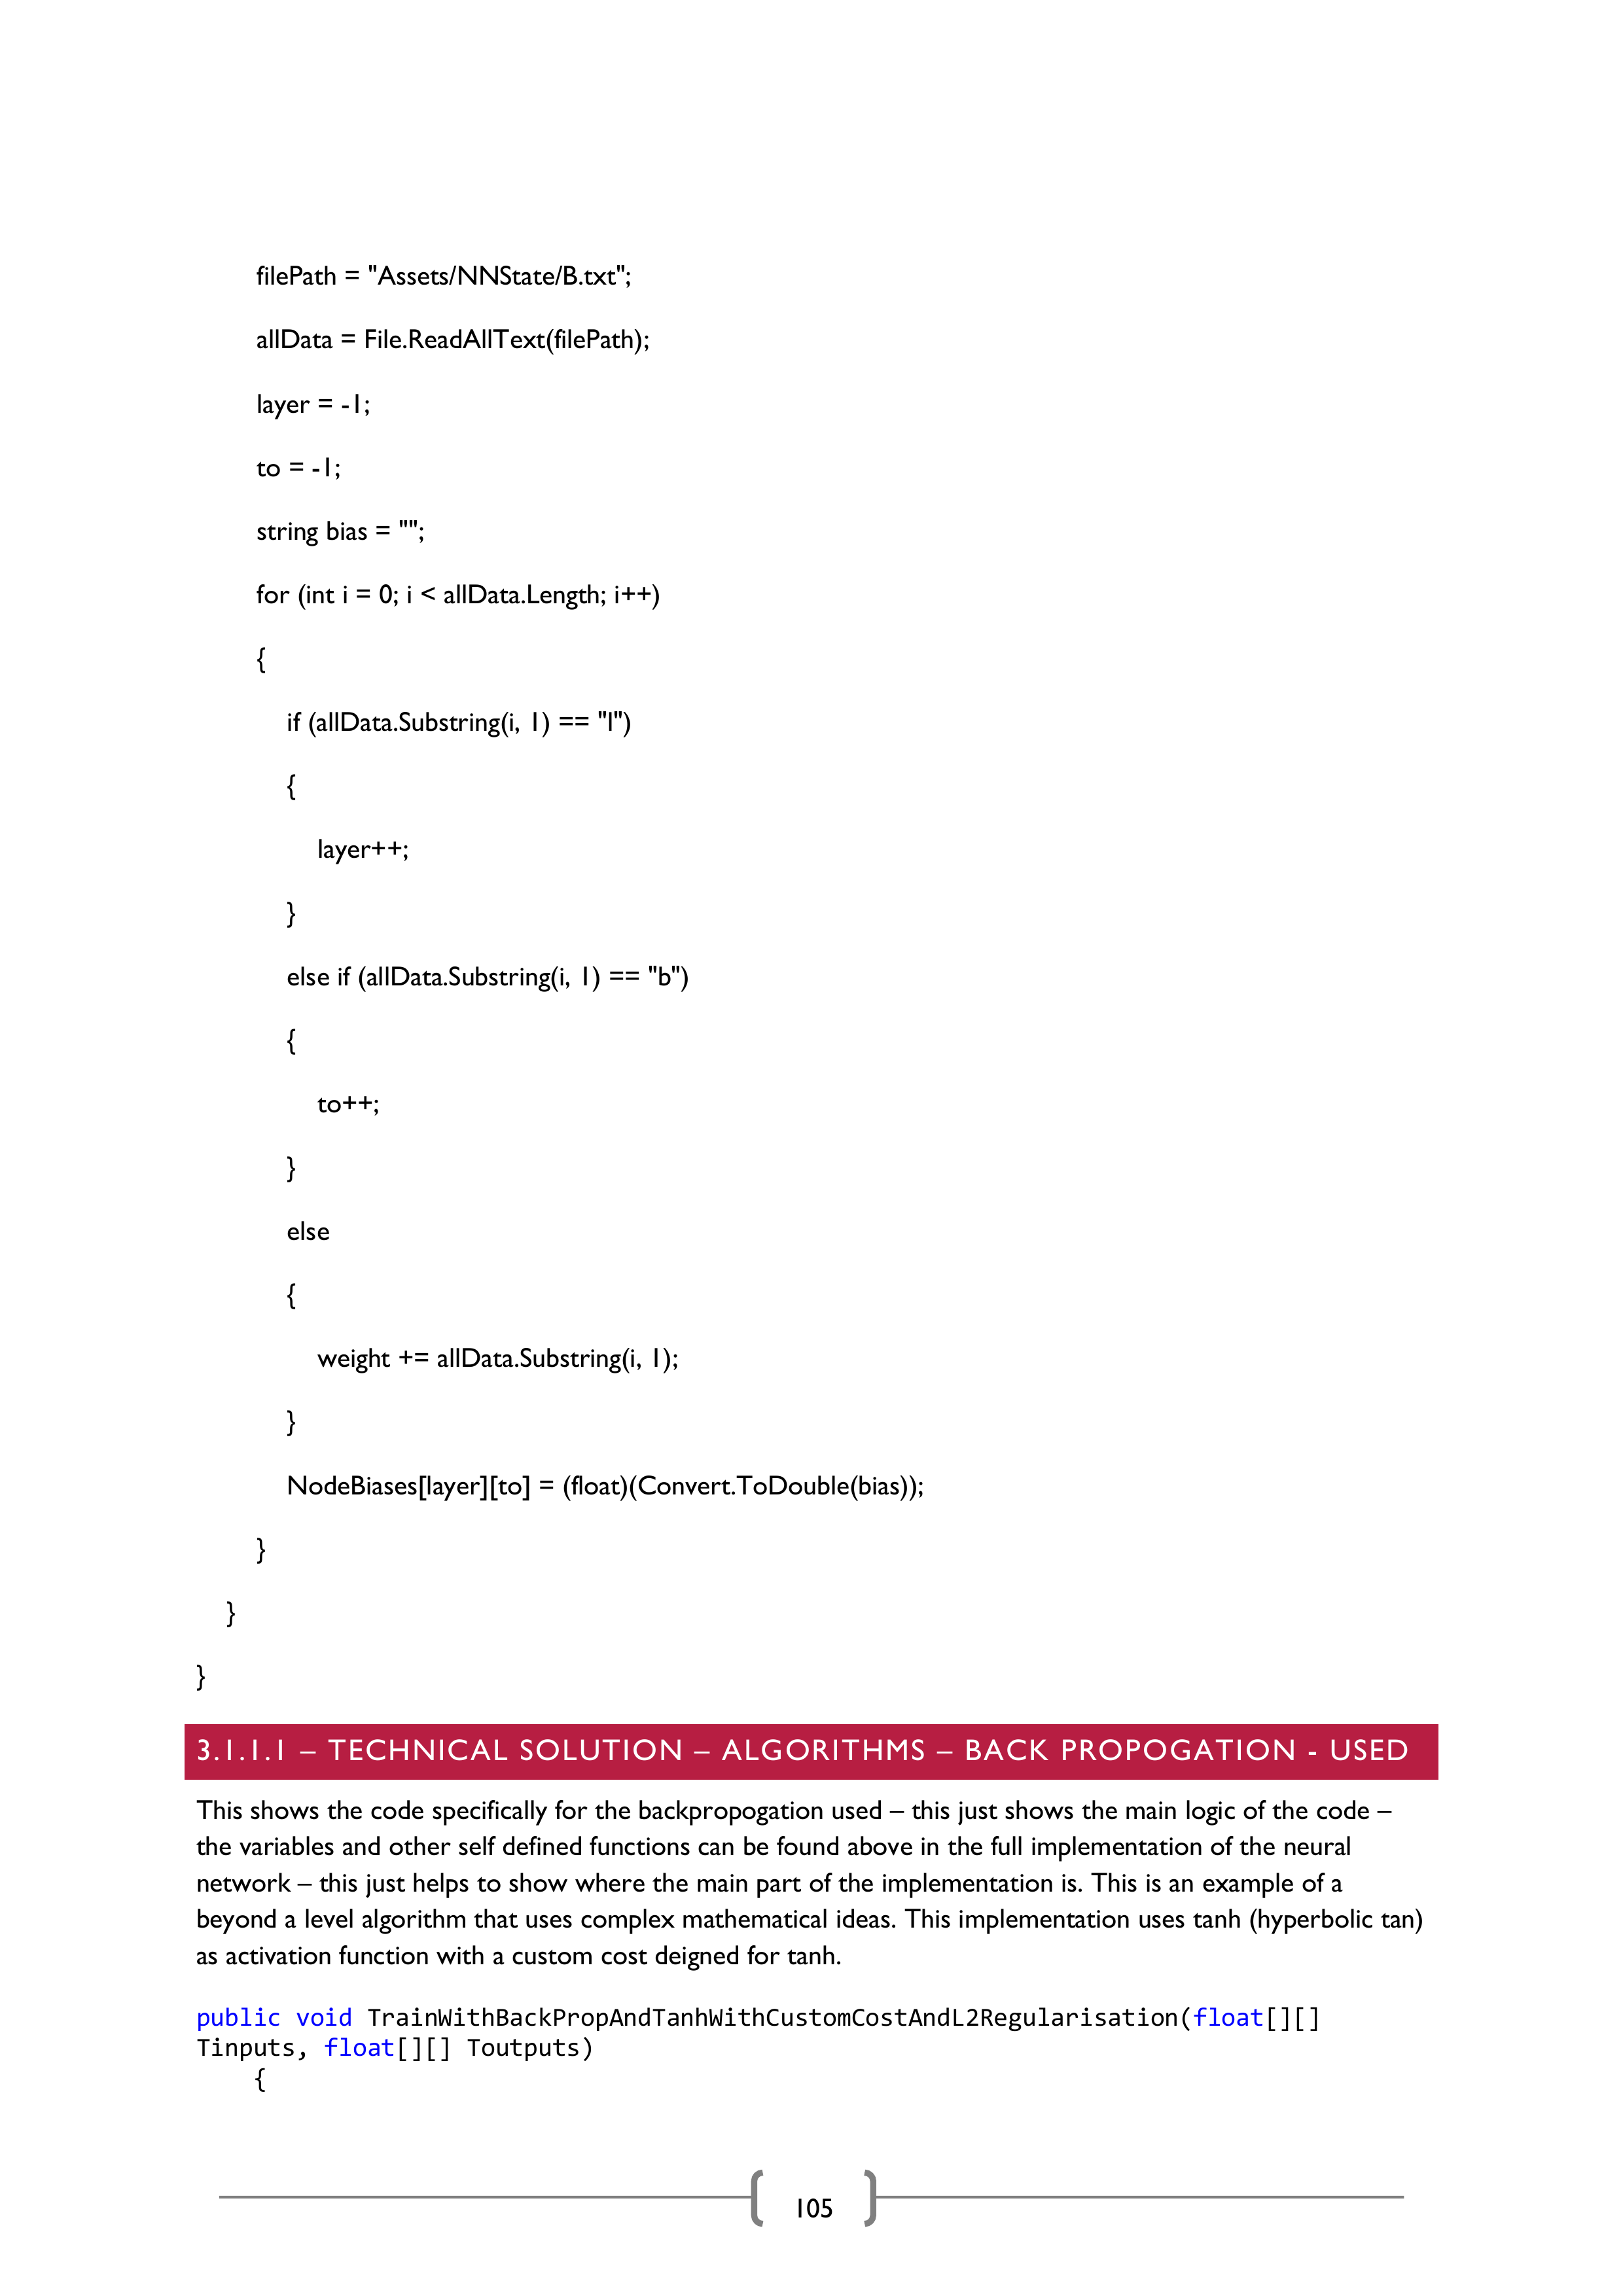 filePath = "Assets/NNState/B.txt";
allData = File.ReadAllText(filePath);
layer = -1;
to = -1;
string bias = "";
for (int i = 0; i < allData.Length; i++)
{
if (allData.Substring(i, 1) == "l")
{
layer++;
}
else if (allData.Substring(i, 1) == "b")
{
to++;
}
else
{
weight += allData.Substring(i, 1);
}
NodeBiases[layer][to] = (float)(Convert.ToDouble(bias));
}
}
}
3.1.1.1 – TECHNICAL SOLUTION – ALGORITHMS – BACK PROPOGATION - USED
This shows the code specifically for the backpropogation used – this just shows the main logic of the code –
the variables and other self defined functions can be found above in the full implementation of the neural
network – this just helps to show where the main part of the implementation is. This is an example of a
beyond a level algorithm that uses complex mathematical ideas. This implementation uses tanh (hyperbolic tan)
as activation function with a custom cost deigned for tanh.
public void TrainWithBackPropAndTanhWithCustomCostAndL2Regularisation(float[][]
Tinputs, float[][] Toutputs)
{
105